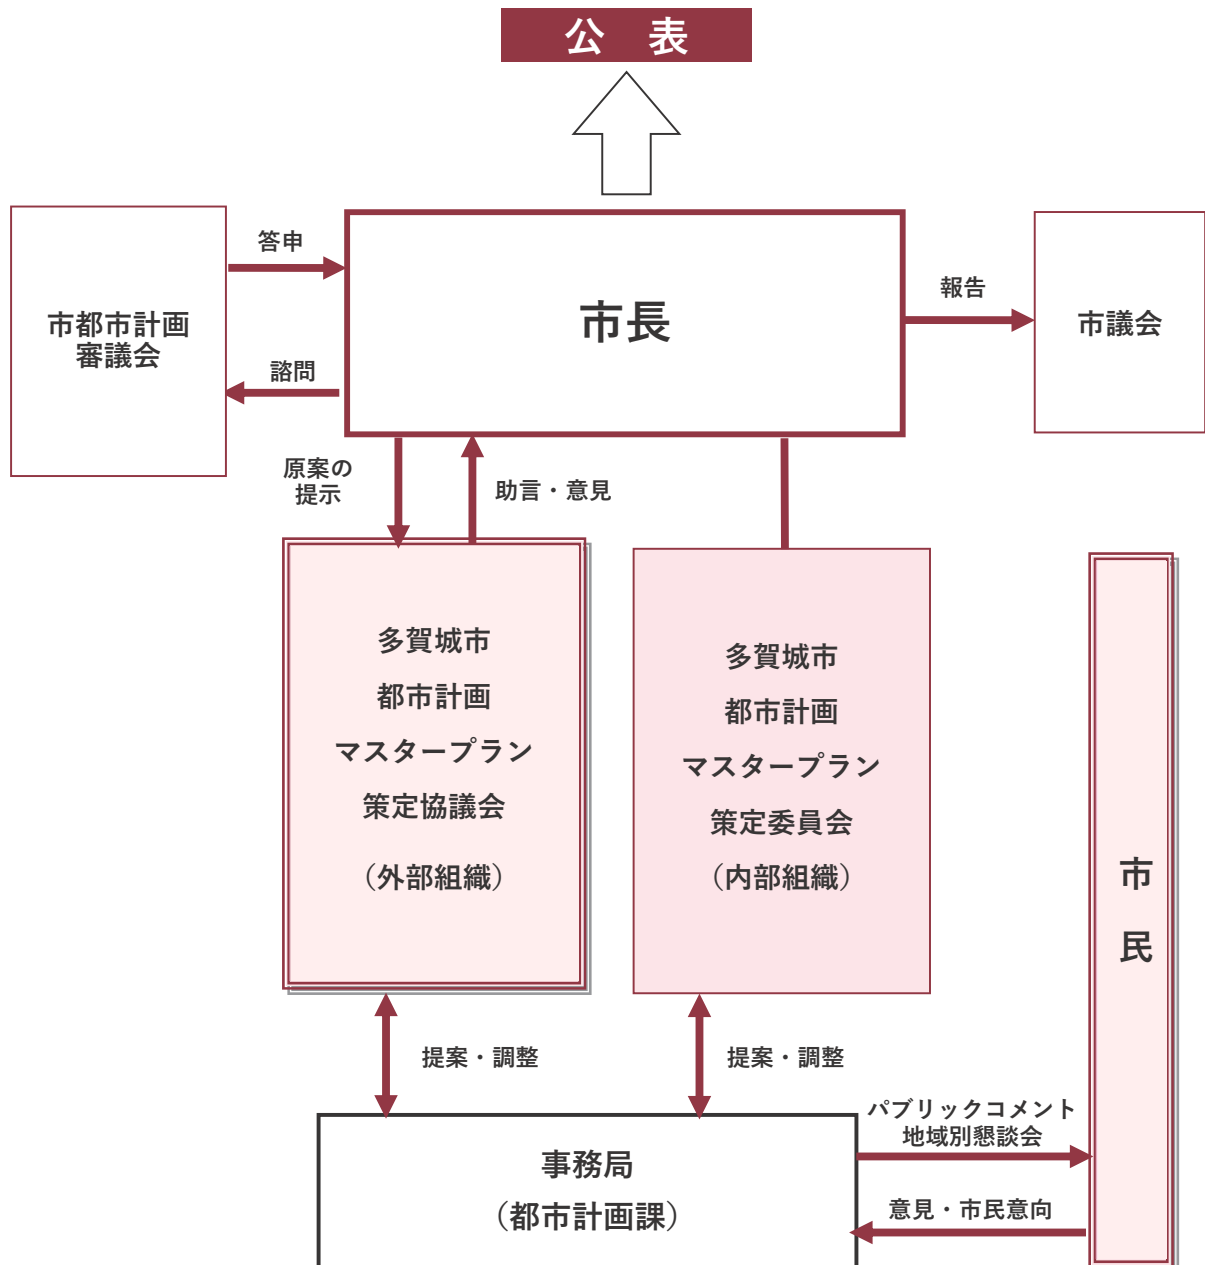 公　表
答申
市都市計画
審議会
諮問
市長
報告
市議会
原案の
提示
助言・意見
多賀城市
都市計画
マスタープラン
策定協議会
（外部組織）
多賀城市
都市計画
マスタープラン
策定委員会
（内部組織）
市
民
提案・調整
提案・調整
事務局
（都市計画課）
パブリックコメント
地域別懇談会
意見・市民意向